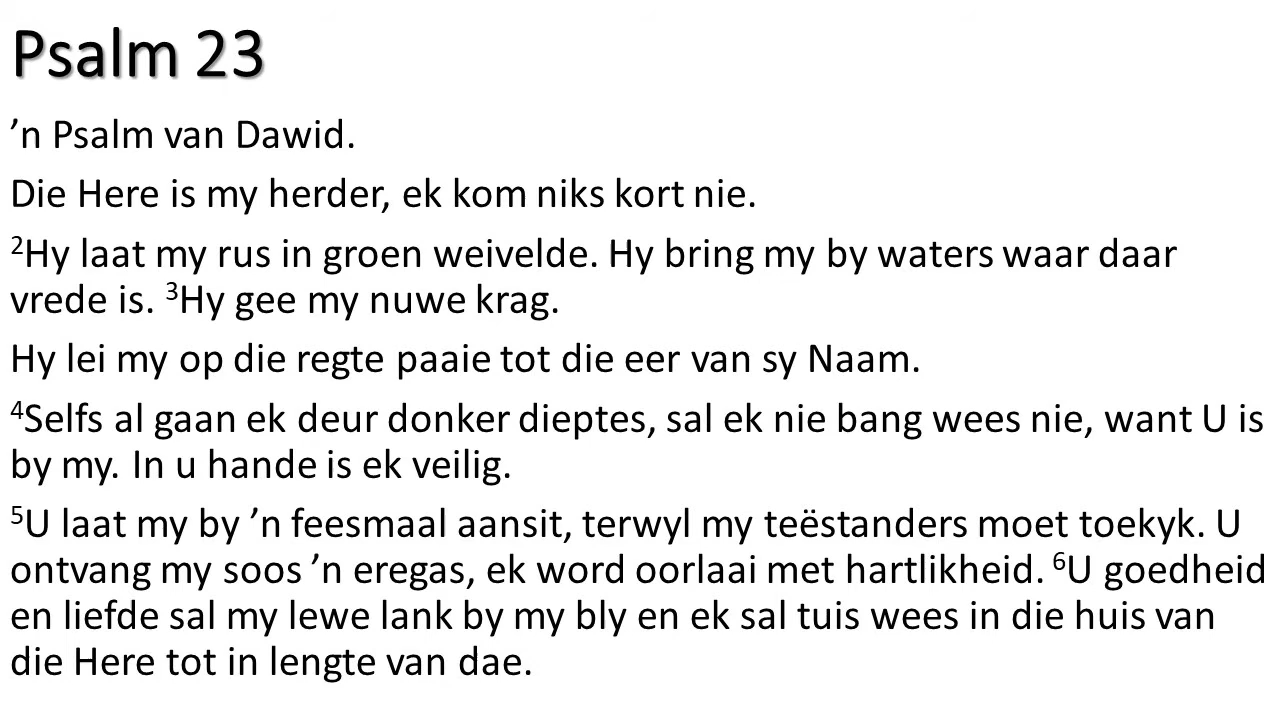 Psalm 23
’n Psalm van Dawid.
Die Here is my herder, ek kom niks kort nie.
²Hy laat my rus in groen weivelde. Hy bring my by waters waar daar
vrede is. ³Hy gee my nuwe krag.
Hy lei my op die regte paaie tot die eer van sy Naam.
⁴Selfs al gaan ek deur donker dieptes, sal ek nie bang wees nie, want U is
by my. In u hande is ek veilig.
⁵U laat my by ’n feesmaal aansit, terwyl my teëstanders moet toekyk. U
ontvang my soos ’n eregas, ek word oorlaai met hartlikheid. ⁶U goedheid
en liefde sal my lewe lank by my bly en ek sal tuis wees in die huis van
die Here tot in lengte van dae.